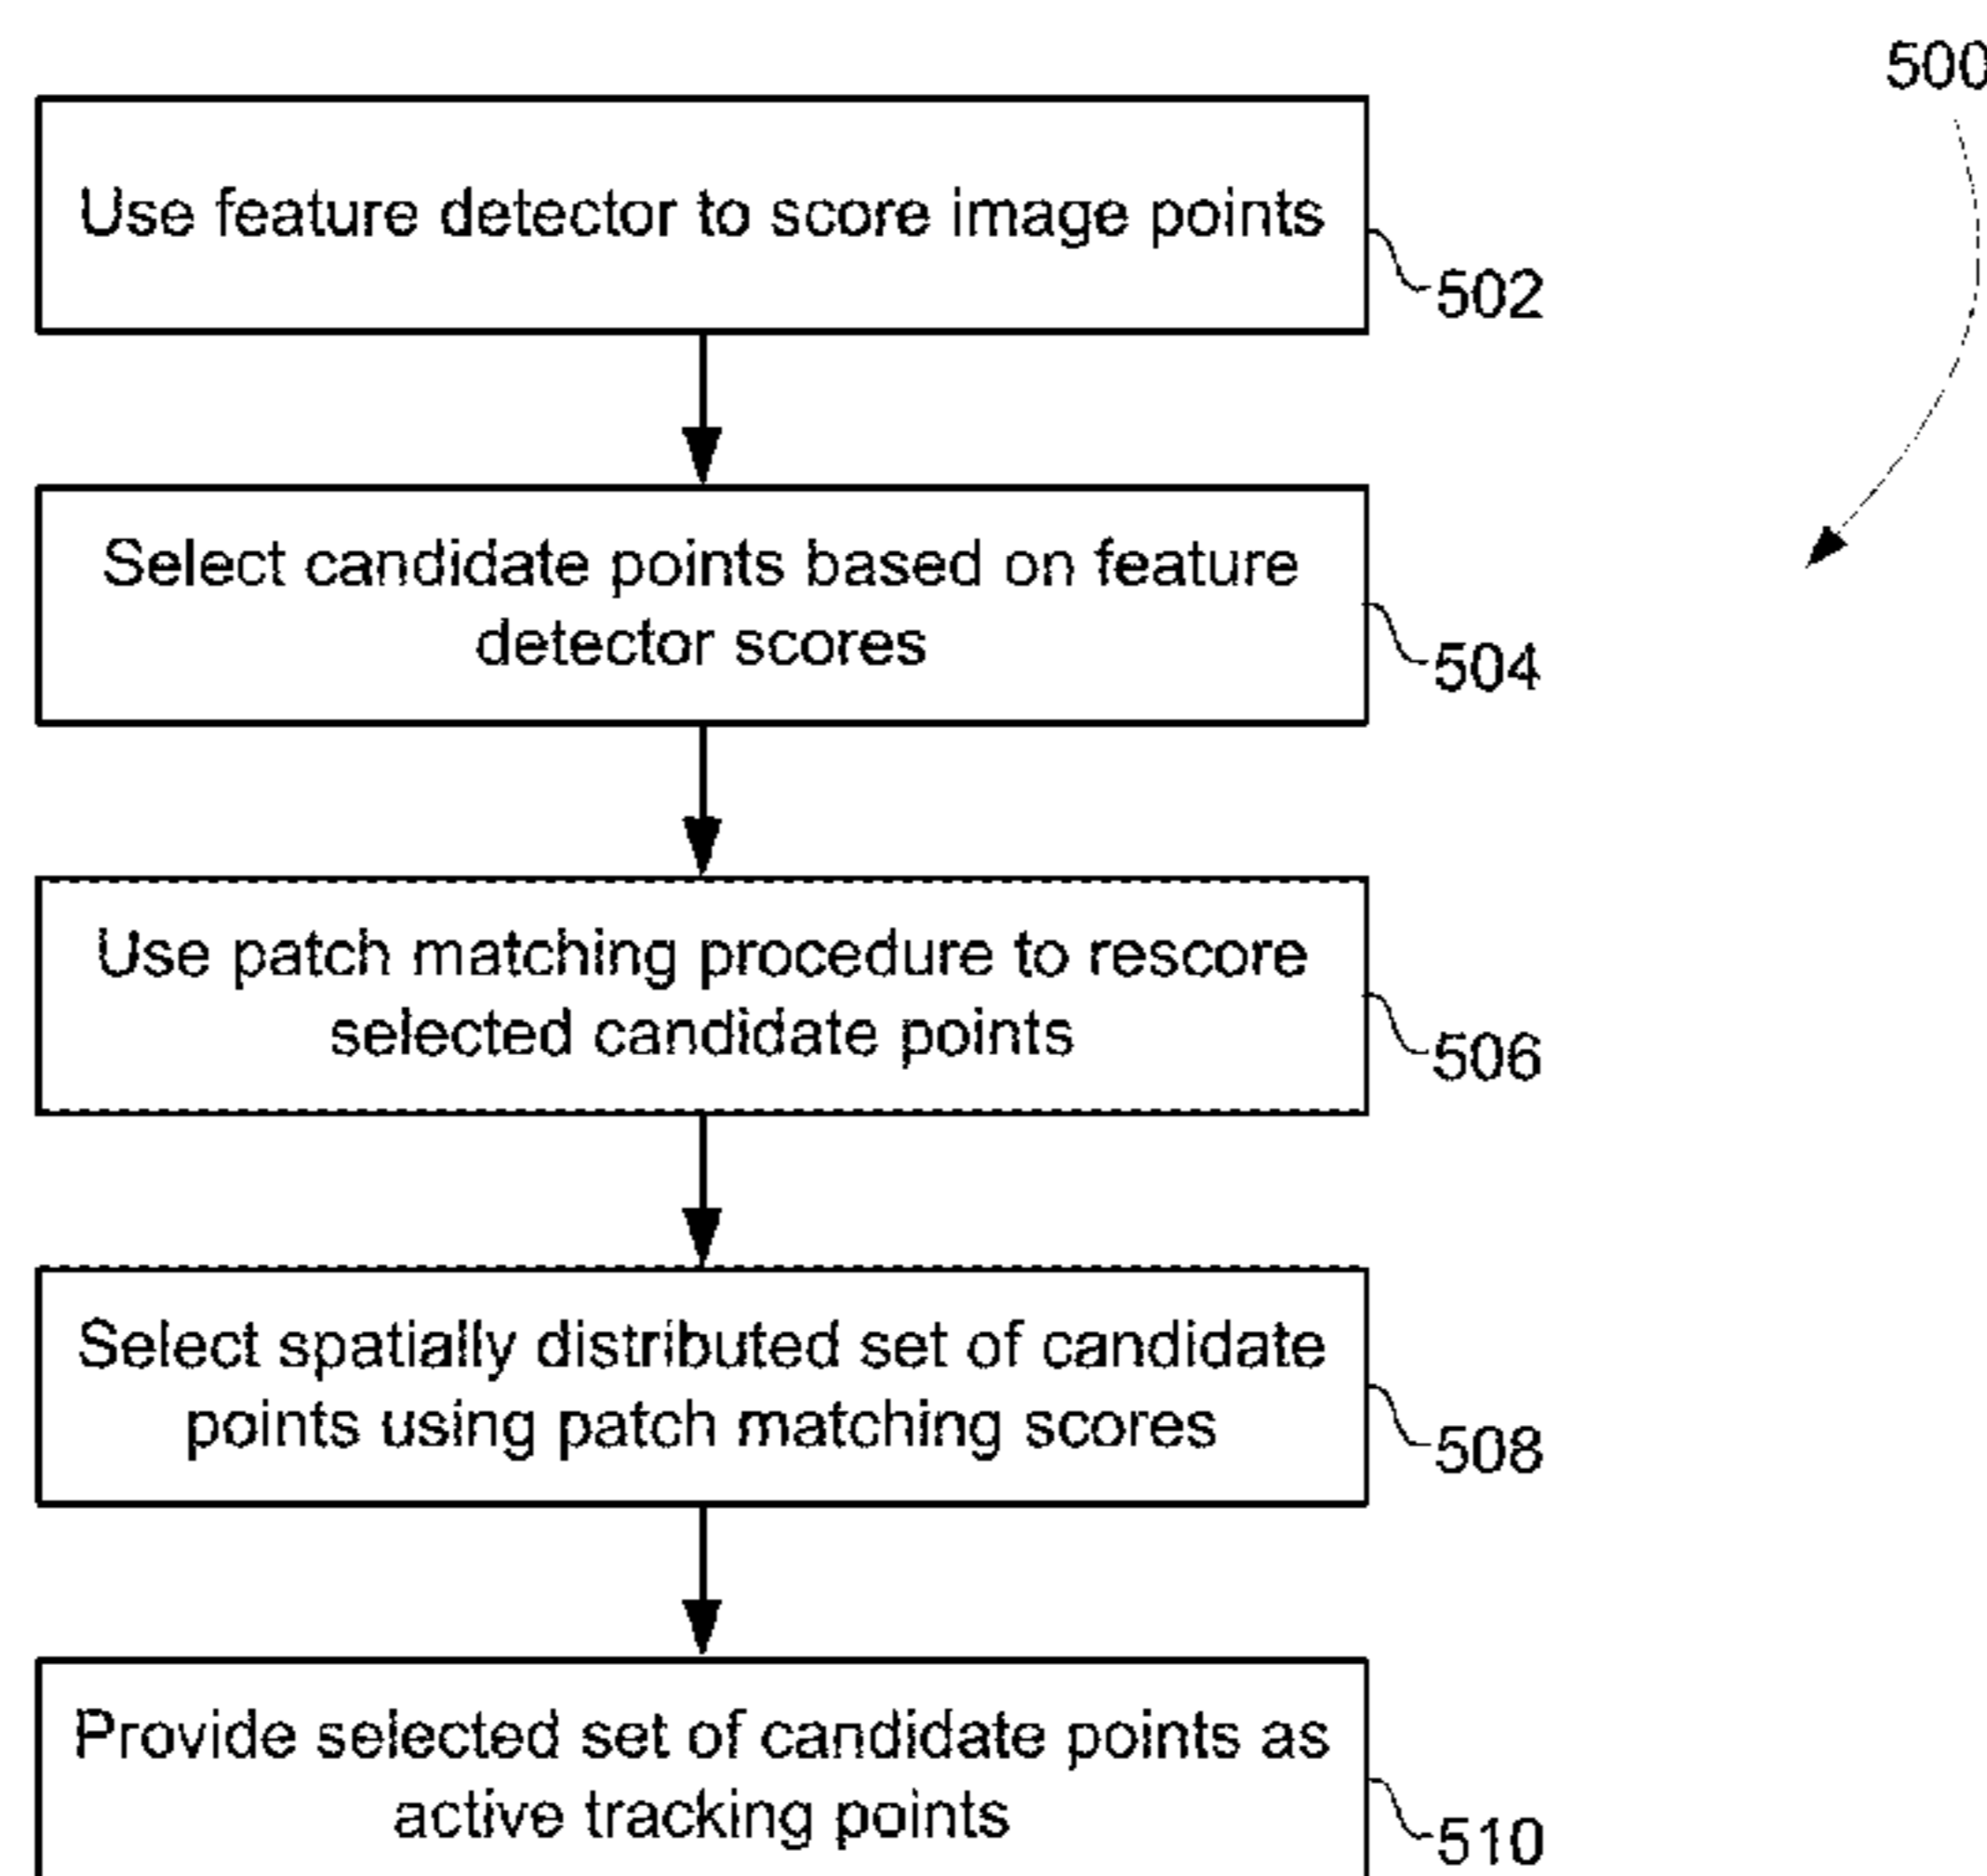 500
Use feature detector to score image points
502
Select candidate points based on feature
detector scores
504
Use patch matching procedure to rescore
selected candidate points
506
Select spatially distributed set of candidate
points using patch matching scores
508
Provide selected set of candidate points as
active tracking points
510